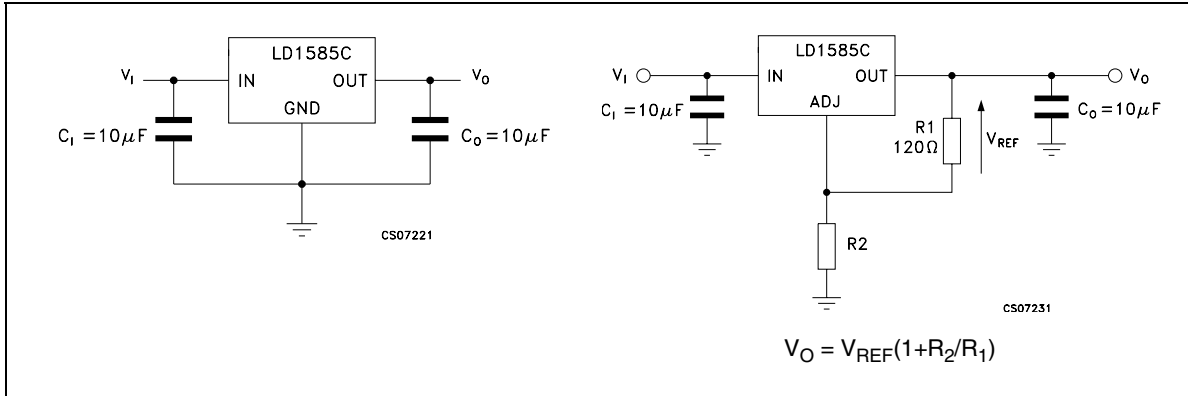 LD1585C
V_I
IN
OUT
V_O
GND
C_I = 10μF
C_O = 10μF
CS07221
LD1585C
V_I
IN
OUT
V_O
ADJ
C_I = 10μF
R1
120Ω
V_REF
C_O = 10μF
R2
CS07231
V_O = V_REF(1+R_2/R_1)